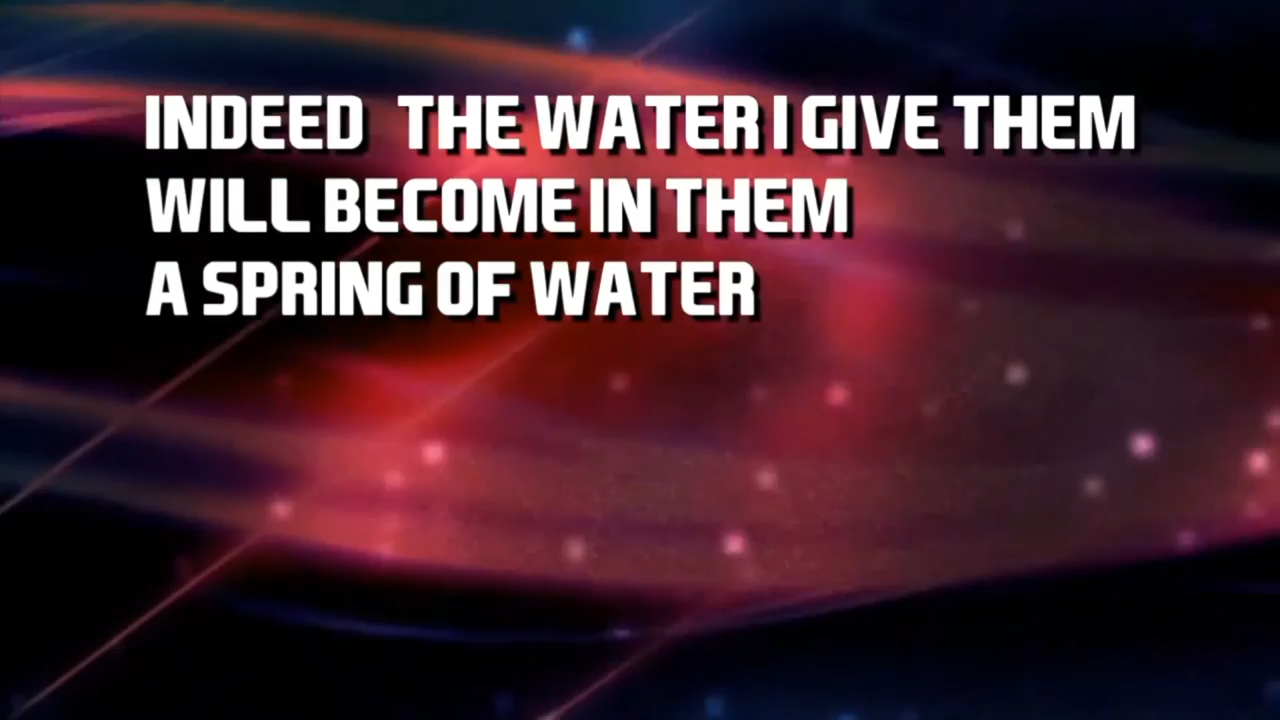 INDEED THE WATER I GIVE THEM
WILL BECOME IN THEM
A SPRING OF WATER